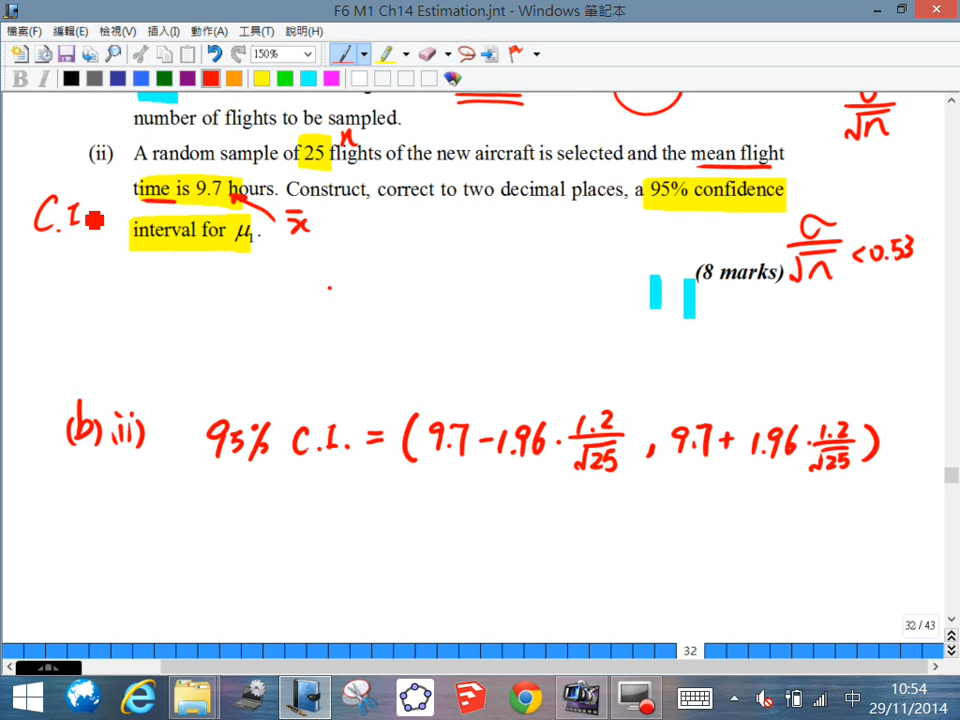 F6 M1 Ch14 Estimation.jnt - Windows 筆記本
檔案(F) 編輯(E) 檢視(V) 插入(I) 動作(A) 工具(T) 說明(H)
150%
B I
number of flights to be sampled.
σ/√n
n
(ii) A random sample of 25 flights of the new aircraft is selected and the mean flight
time is 9.7 hours. Construct, correct to two decimal places, a 95% confidence
C.I.
x̄
interval for μ₁.
σ/√n < 0.53
(8 marks)
(b) ii) 95% C.I. = (9.7 - 1.96 · 1.2/√25 , 9.7 + 1.96 · 1.2/√25)
32 / 43
32
中
10:54
29/11/2014